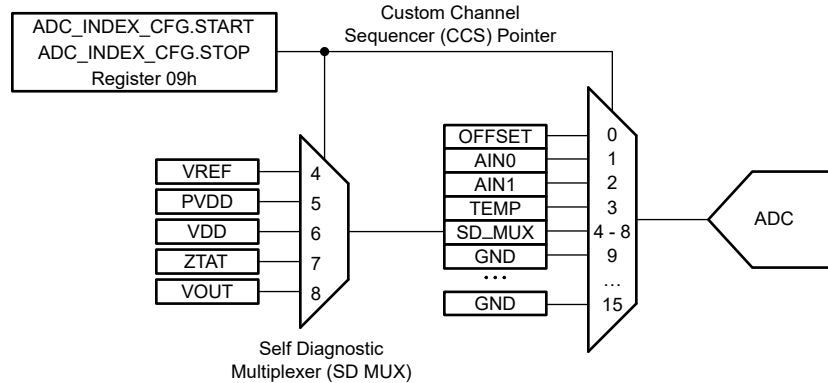 ADC_INDEX_CFG.START
ADC_INDEX_CFG.STOP
Register 09h
Custom Channel
Sequencer (CCS) Pointer
VREF
PVDD
VDD
ZTAT
VOUT
4
5
6
7
8
Self Diagnostic
Multiplexer (SD MUX)
OFFSET
AIN0
AIN1
TEMP
SD_MUX
GND
...
GND
0
1
2
3
4 - 8
9
...
15
ADC